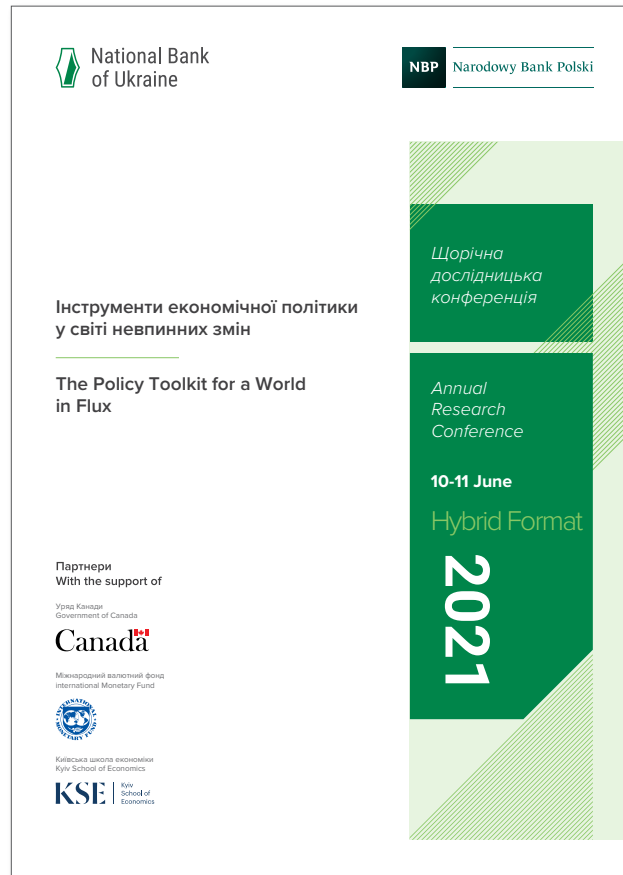 National Bank
of Ukraine
NBP Narodowy Bank Polski
Щорічна
дослідницька
конференція
Інструменти економічної політики
у світі невпинних змін
The Policy Toolkit for a World
in Flux
Annual
Research
Conference
10-11 June
Hybrid Format
2021
Партнери
With the support of
Уряд Канади
Government of Canada
Canada
Міжнародний валютний фонд
international Monetary Fund
INTERNATIONAL
MONETARY FUND
Київська школа економіки
Kyiv School of Economics
KSE
Kyiv
School of
Economics